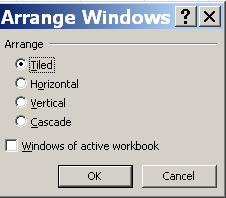 Arrange Windows ? X
Arrange
Tiled
Horizontal
Vertical
Cascade
Windows of active workbook
OK Cancel